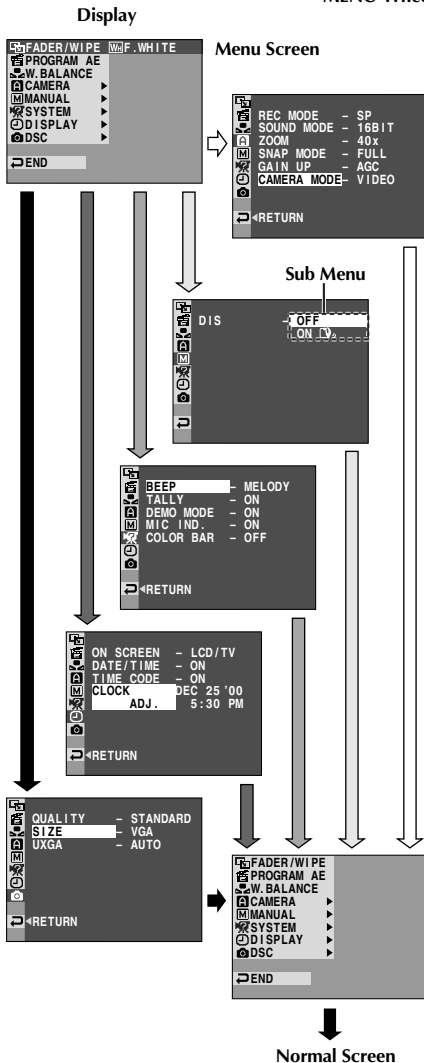 MENU Wheel
Display
FADER/WIPE Wh F.WHITE
PROGRAM AE
W.BALANCE
A CAMERA ▶
M MANUAL ▶
SYSTEM ▶
DISPLAY ▶
DSC ▶
END
Menu Screen
REC MODE – SP
SOUND MODE – 16BIT
A ZOOM – 40x
M SNAP MODE – FULL
GAIN UP – AGC
CAMERA MODE – VIDEO
RETURN
Sub Menu
DIS – OFF
ON
A
M
BEEP – MELODY
TALLY – ON
A DEMO MODE – ON
M MIC IND. – ON
COLOR BAR – OFF
RETURN
ON SCREEN – LCD/TV
DATE/TIME – ON
A TIME CODE – ON
M CLOCK DEC 25 '00
ADJ. 5:30 PM
RETURN
QUALITY – STANDARD
SIZE – VGA
A UXGA – AUTO
M
RETURN
FADER/WIPE
PROGRAM AE
W.BALANCE
A CAMERA ▶
M MANUAL ▶
SYSTEM ▶
DISPLAY ▶
DSC ▶
END
Normal Screen